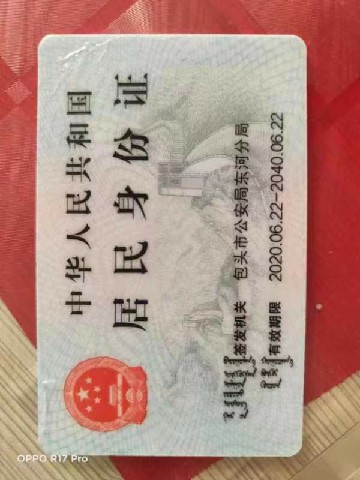 中华人民共和国
居民身份证
签发机关 包头市公安局东河分局
有效期限 2020.06.22-2040.06.22
OPPO R17 Pro